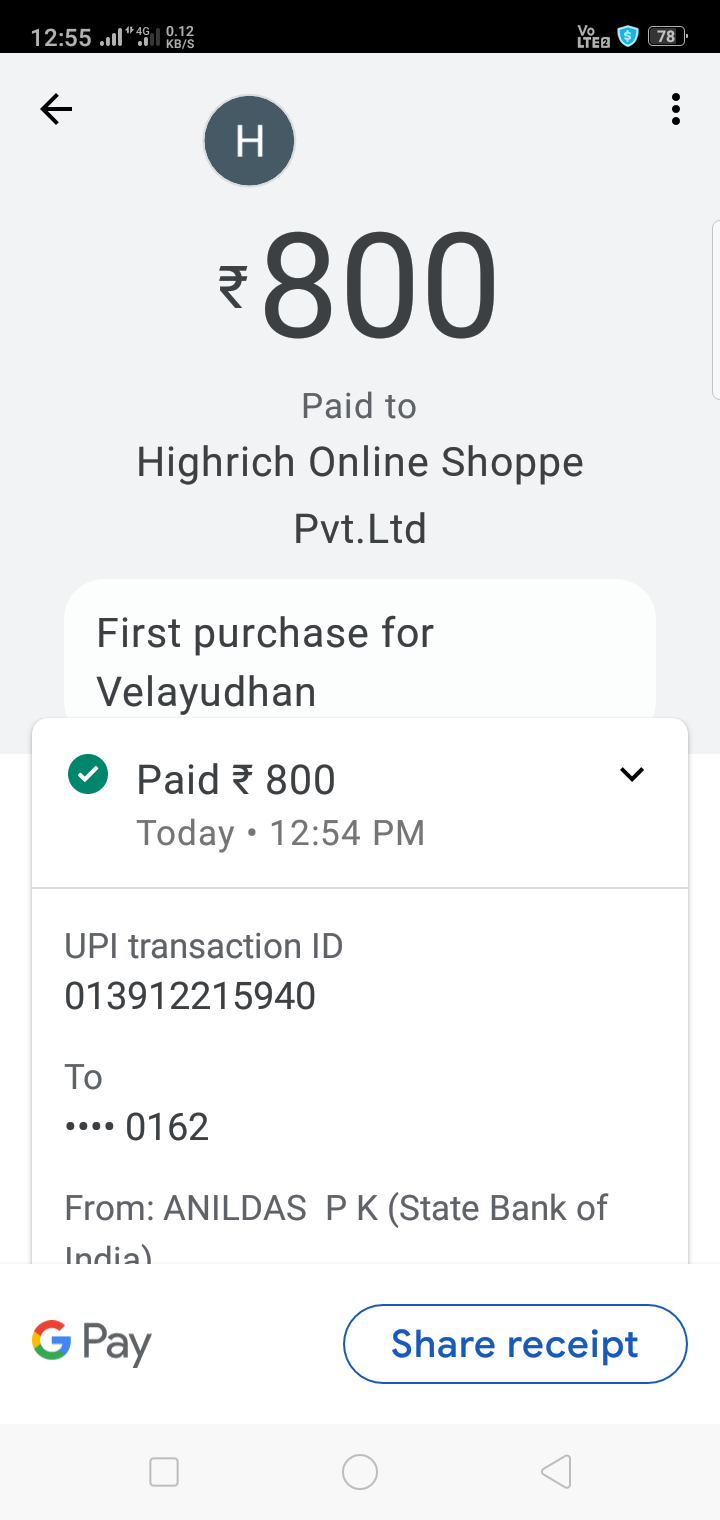 12:55 4G 0.12 KB/S Vo LTE2 78
H
₹800
Paid to
Highrich Online Shoppe
Pvt.Ltd
First purchase for
Velayudhan
Paid ₹ 800
Today • 12:54 PM
UPI transaction ID
013912215940
To
•••• 0162
From: ANILDAS P K (State Bank of
India)
G Pay
Share receipt